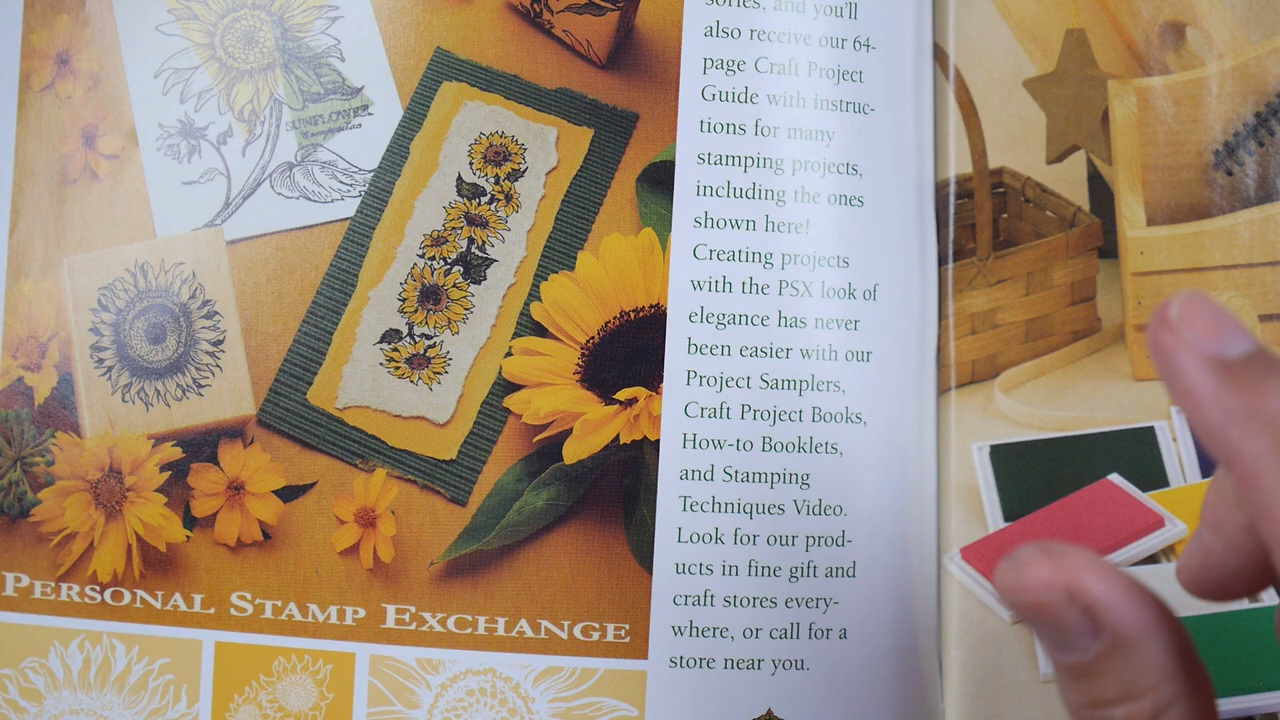 SUNFLOWER
Compositae
PERSONAL STAMP EXCHANGE
sories, and you'll
also receive our 64-
page Craft Project
Guide with instruc-
tions for many
stamping projects,
including the ones
shown here!
Creating projects
with the PSX look of
elegance has never
been easier with our
Project Samplers,
Craft Project Books,
How-to Booklets,
and Stamping
Techniques Video.
Look for our prod-
ucts in fine gift and
craft stores every-
where, or call for a
store near you.